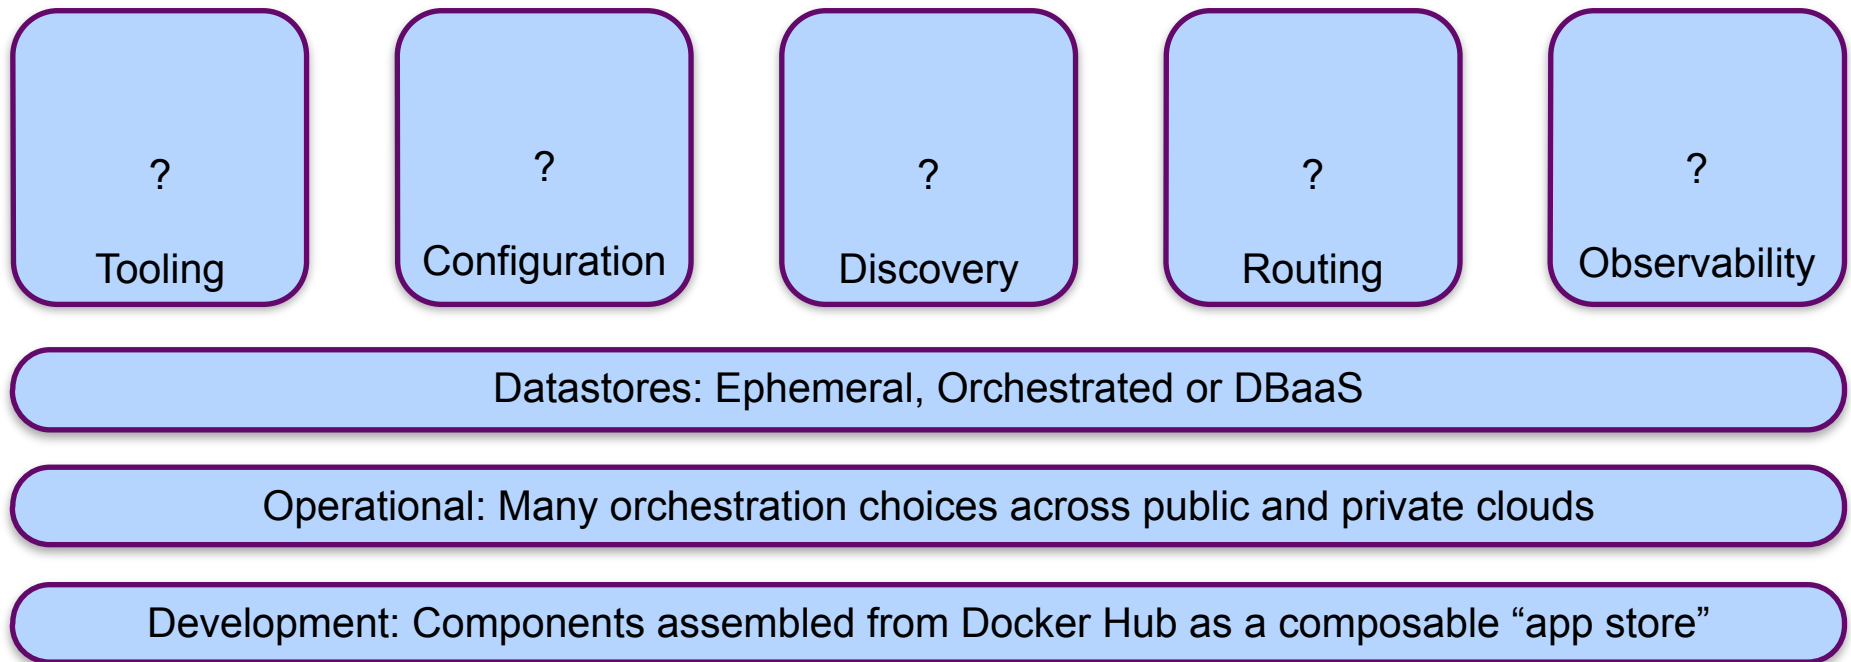 ?
Tooling
?
Configuration
?
Discovery
?
Routing
?
Observability
Datastores: Ephemeral, Orchestrated or DBaaS
Operational: Many orchestration choices across public and private clouds
Development: Components assembled from Docker Hub as a composable “app store”